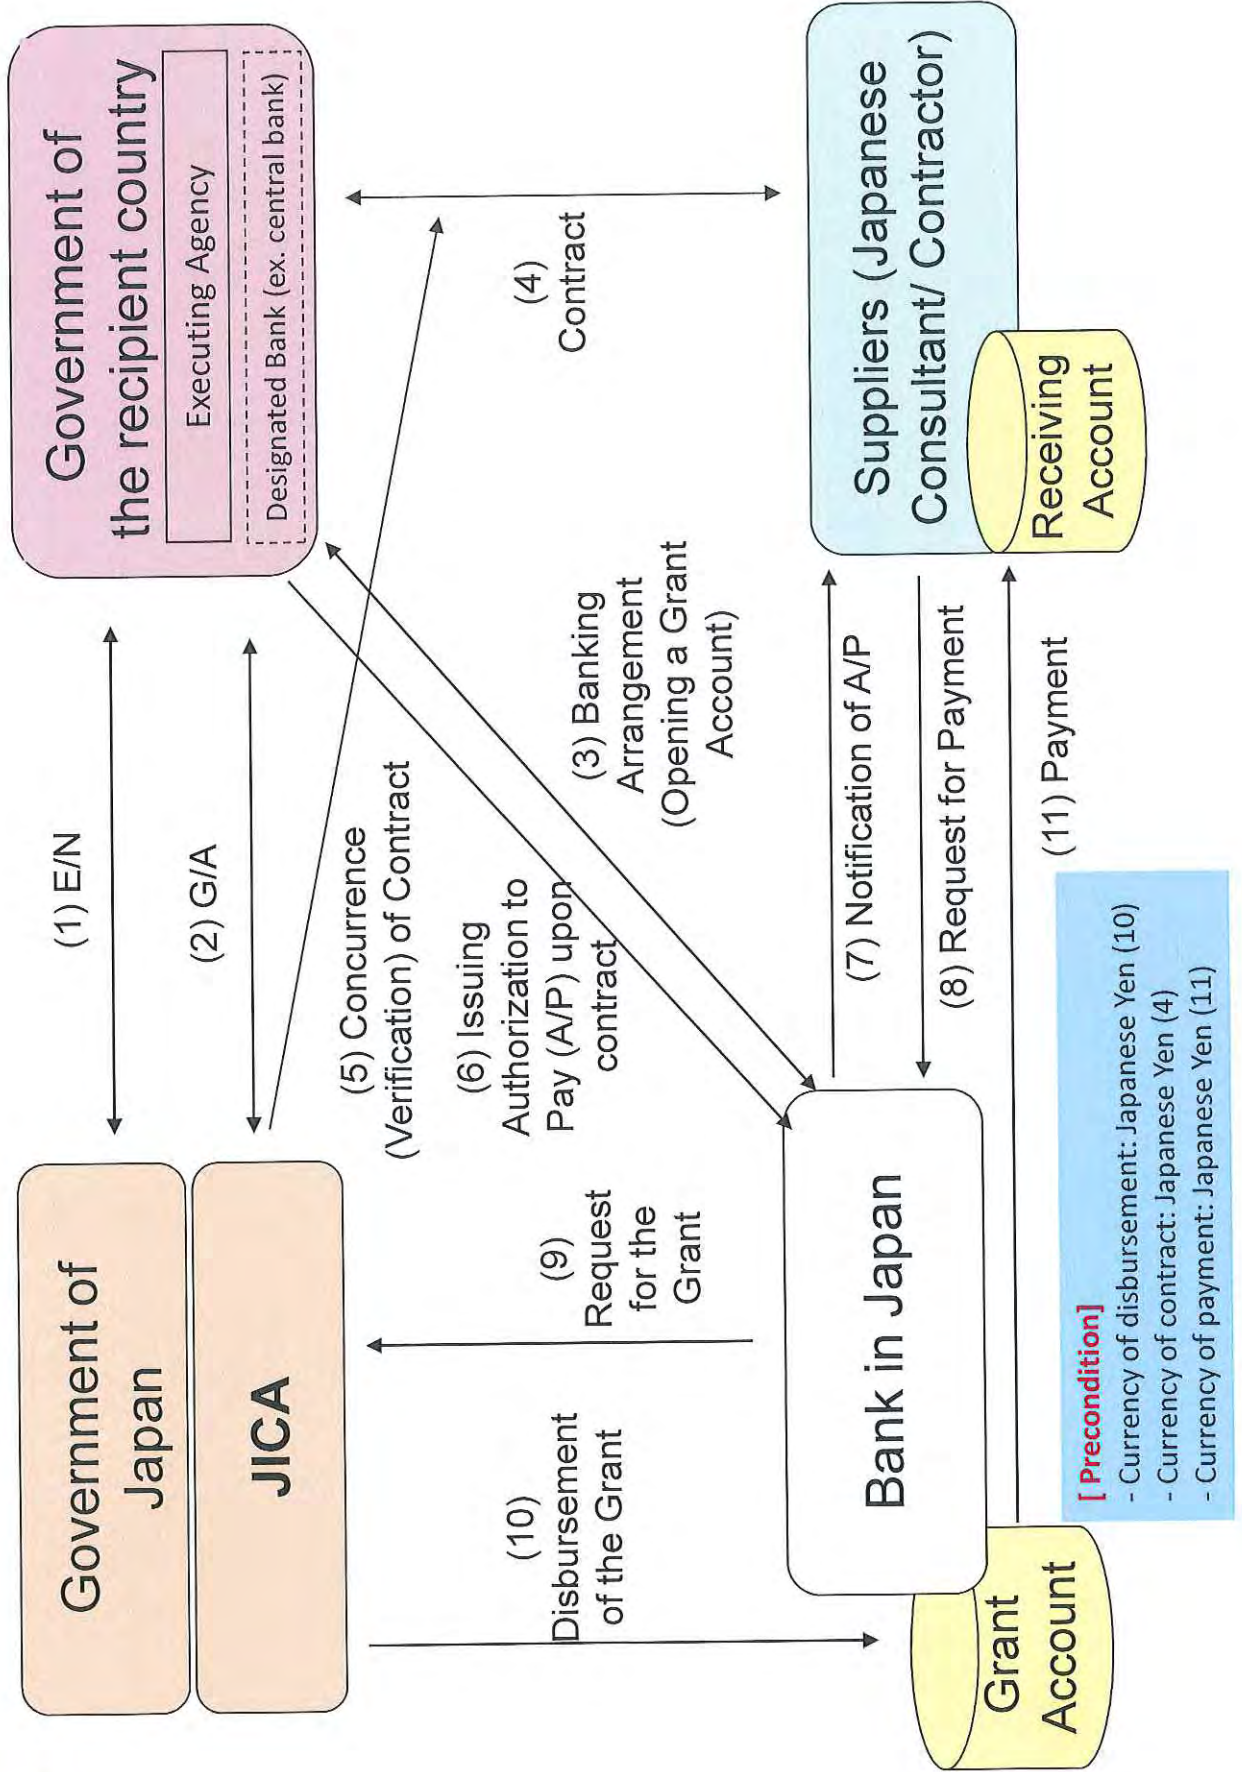 Government of
Japan
JICA
(1) E/N
(2) G/A
Government of
the recipient country
Executing Agency
Designated Bank (ex. central bank)
(5) Concurrence
(Verification) of Contract
(6) Issuing
Authorization to
Pay (A/P) upon
contract
(3) Banking
Arrangement
(Opening a Grant
Account)
(4)
Contract
(9)
Request
for the
Grant
(10)
Disbursement
of the Grant
Bank in Japan
Grant
Account
(7) Notification of A/P
(8) Request for Payment
(11) Payment
Suppliers (Japanese
Consultant/ Contractor)
Receiving
Account
[ Precondition]
- Currency of disbursement: Japanese Yen (10)
- Currency of contract: Japanese Yen (4)
- Currency of payment: Japanese Yen (11)